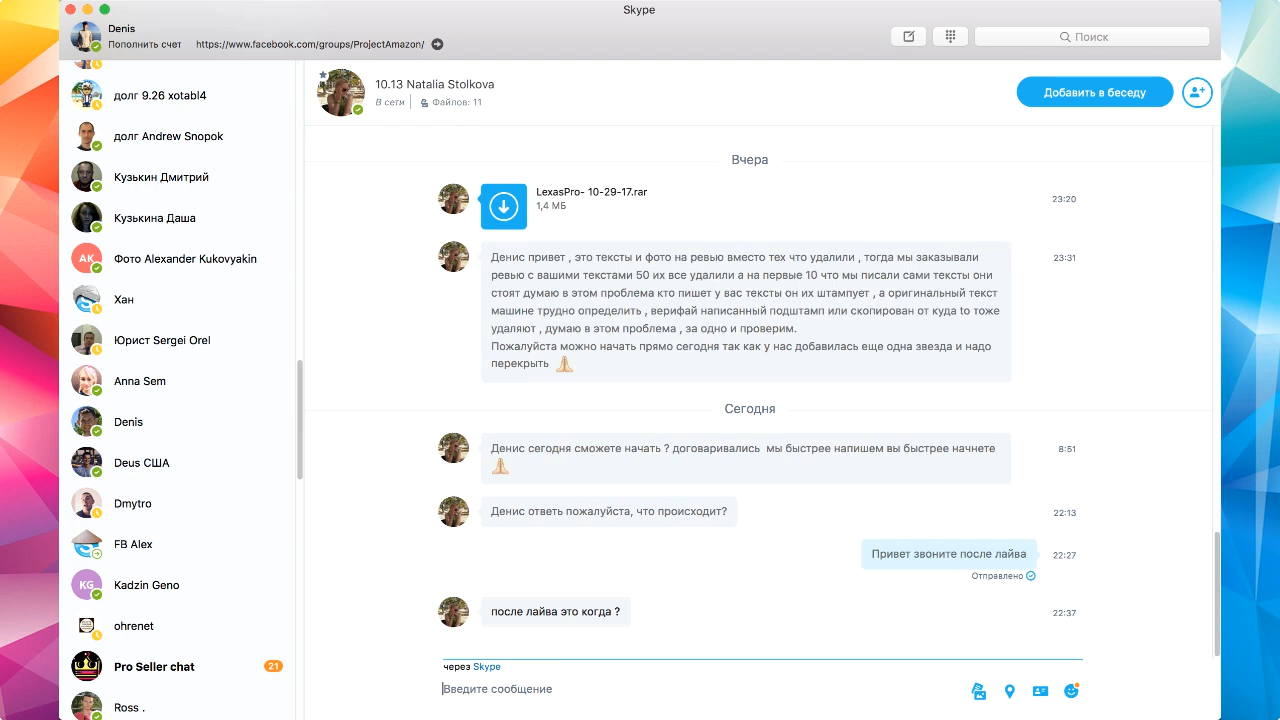 Skype
Denis
Пополнить счет https://www.facebook.com/groups/ProjectAmazon/
Поиск
долг 9.26 xotabl4
долг Andrew Snopok
Кузькин Дмитрий
Кузькина Даша
AK
Фото Alexander Kukovyakin
Хан
Юрист Sergei Orel
Anna Sem
Denis
Deus США
Dmytro
FB Alex
KG
Kadzin Geno
ohrenet
Pro Seller chat 21
Ross .
10.13 Natalia Stolkova
В сети Файлов: 11
Добавить в беседу
Вчера
LexasPro- 10-29-17.rar
1,4 МБ
23:20
Денис привет , это тексты и фото на ревью вместо тех что удалили , тогда мы заказывали
ревью с вашими текстами 50 их все удалили а на первые 10 что мы писали сами тексты они
стоят думаю в этом проблема кто пишет у вас тексты он их штампует , а оригинальный текст
машине трудно определить , верифай написанный подштамп или скопирован от куда to тоже
удаляют , думаю в этом проблема , за одно и проверим.
Пожалуйста можно начать прямо сегодня так как у нас добавилась еще одна звезда и надо
перекрыть
23:31
Сегодня
Денис сегодня сможете начать ? договаривались мы быстрее напишем вы быстрее начнете
8:51
Денис ответь пожалуйста, что происходит?
22:13
Привет звоните после лайва
22:27
Отправлено
после лайва это когда ?
22:37
через Skype
Введите сообщение